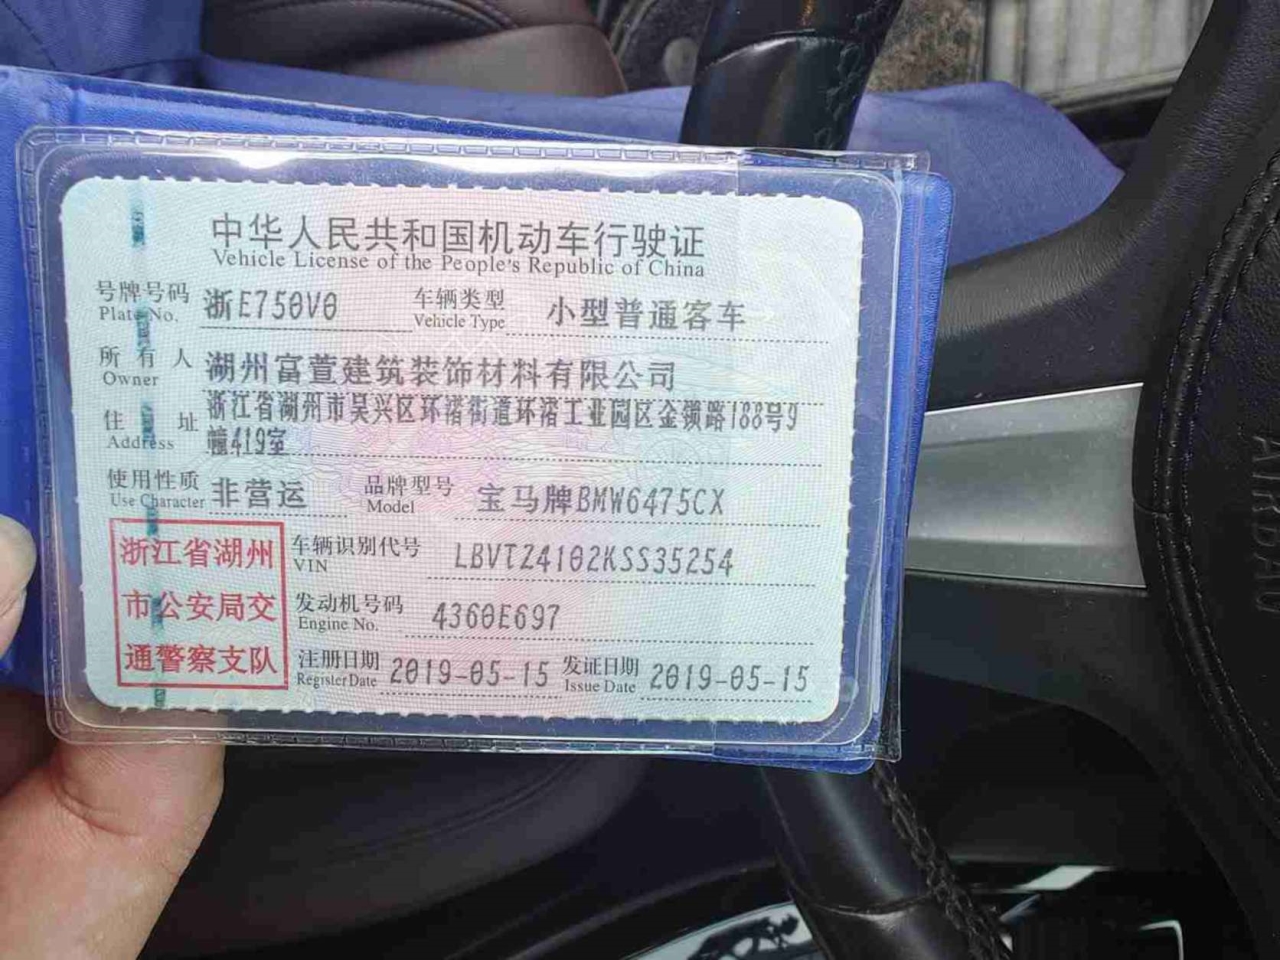 中华人民共和国机动车行驶证
Vehicle License of the People's Republic of China
号牌号码 浙E750V0 车辆类型 小型普通客车
Plate No. Vehicle Type
所有人 湖州富萱建筑装饰材料有限公司
Owner
住址 浙江省湖州市吴兴区环渚街道环渚工业园区金领路188号9
Address 幢419室
使用性质 非营运 品牌型号 宝马牌BMW6475CX
Use Character Model
浙江省湖州
市公安局交
通警察支队
车辆识别代号 LBVTZ4102KSS35254
VIN
发动机号码 4360E697
Engine No.
注册日期 2019-05-15 发证日期 2019-05-15
Register Date Issue Date
AIRBAG